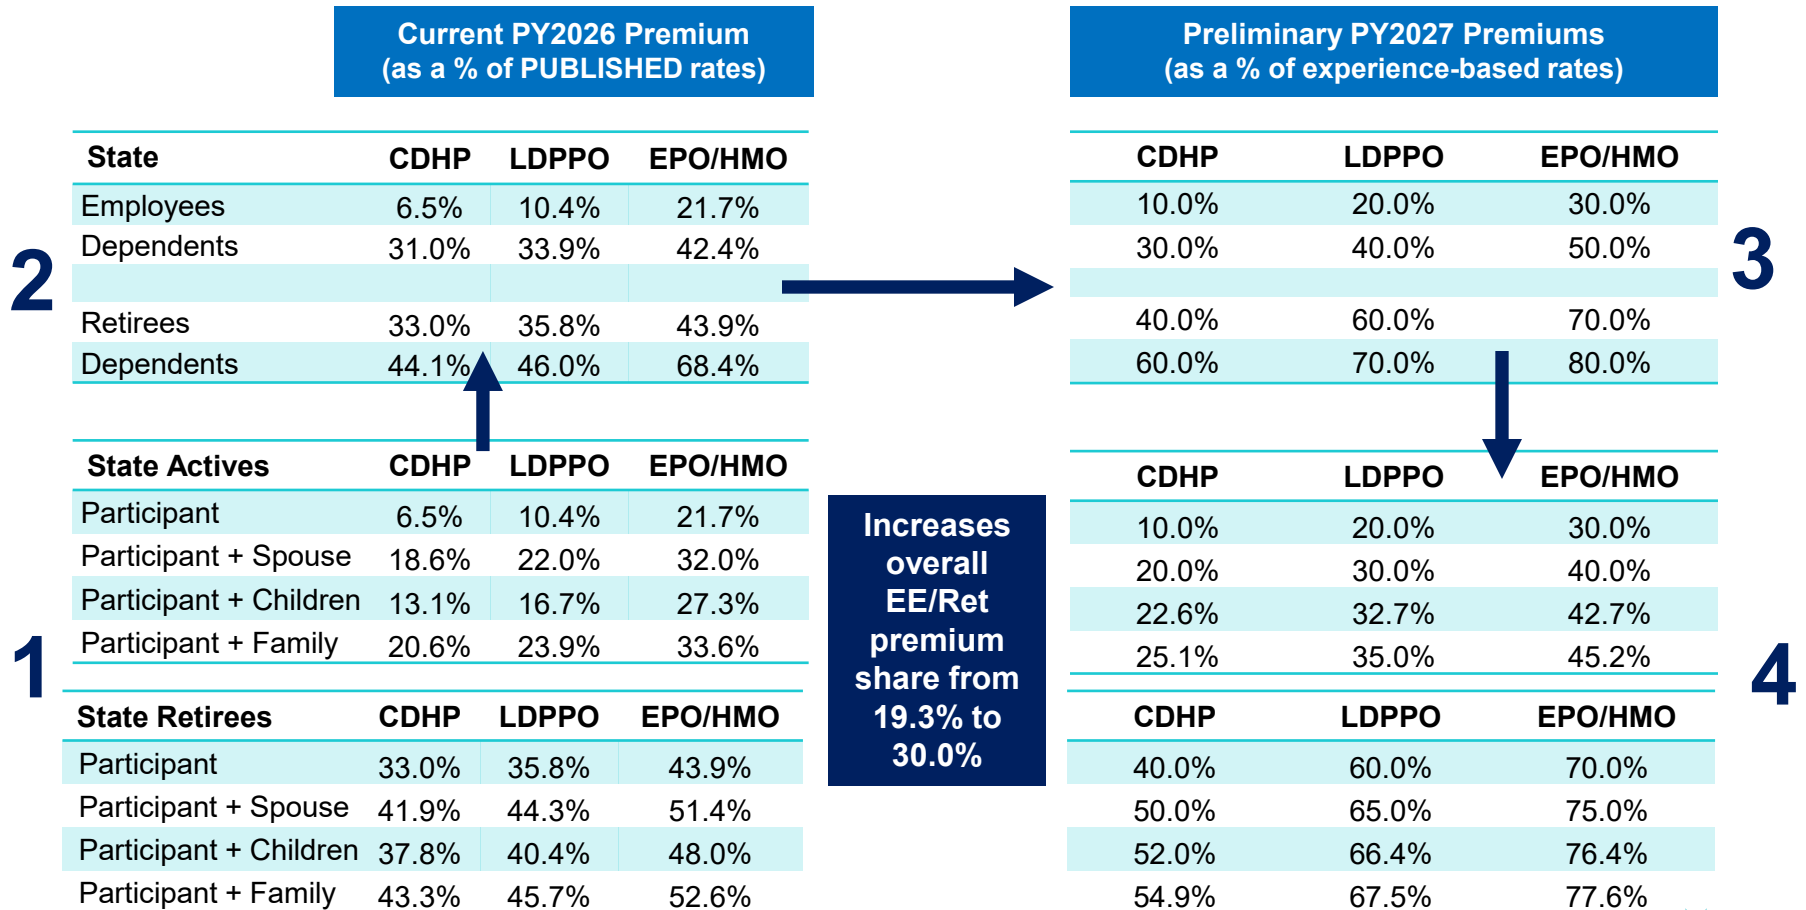 Current PY2026 Premium
(as a % of PUBLISHED rates)
Preliminary PY2027 Premiums
(as a % of experience-based rates)
State CDHP LDPPO EPO/HMO
Employees 6.5% 10.4% 21.7%
Dependents 31.0% 33.9% 42.4%
Retirees 33.0% 35.8% 43.9%
Dependents 44.1% 46.0% 68.4%
2
CDHP LDPPO EPO/HMO
10.0% 20.0% 30.0%
30.0% 40.0% 50.0%
40.0% 60.0% 70.0%
60.0% 70.0% 80.0%
3
State Actives CDHP LDPPO EPO/HMO
Participant 6.5% 10.4% 21.7%
Participant + Spouse 18.6% 22.0% 32.0%
Participant + Children 13.1% 16.7% 27.3%
Participant + Family 20.6% 23.9% 33.6%
1
State Retirees CDHP LDPPO EPO/HMO
Participant 33.0% 35.8% 43.9%
Participant + Spouse 41.9% 44.3% 51.4%
Participant + Children 37.8% 40.4% 48.0%
Participant + Family 43.3% 45.7% 52.6%
Increases
overall
EE/Ret
premium
share from
19.3% to
30.0%
CDHP LDPPO EPO/HMO
10.0% 20.0% 30.0%
20.0% 30.0% 40.0%
22.6% 32.7% 42.7%
25.1% 35.0% 45.2%
4
CDHP LDPPO EPO/HMO
40.0% 60.0% 70.0%
50.0% 65.0% 75.0%
52.0% 66.4% 76.4%
54.9% 67.5% 77.6%